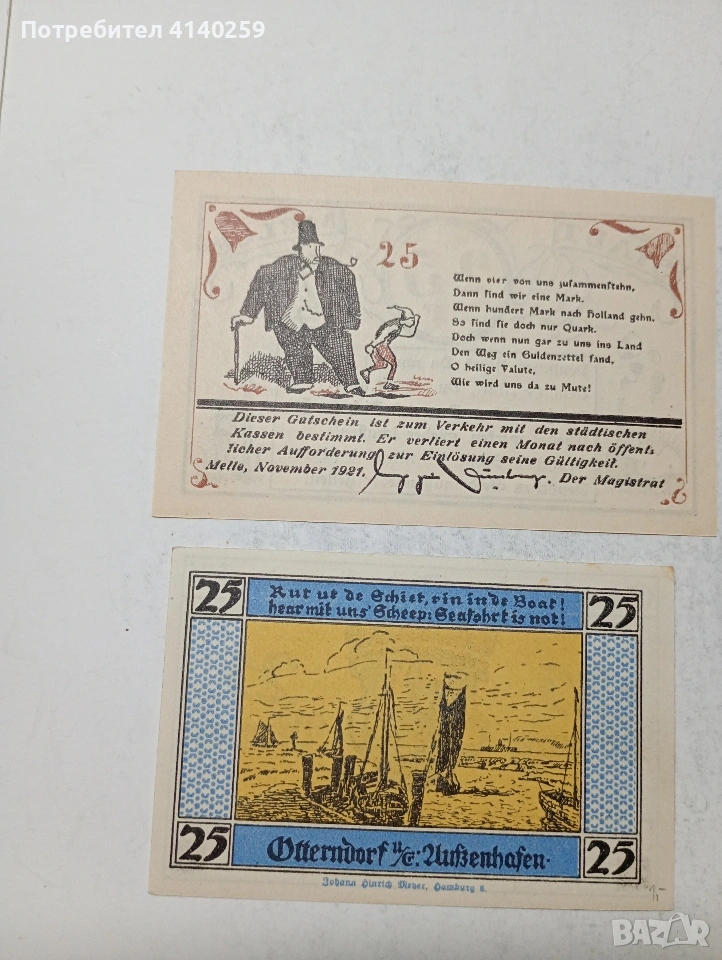 Потребител 4140259
25
Wenn vier von uns zusammenstehn,
Dann sind wir eine Mark.
Wenn hundert Mark nach Holland gehn,
So sind sie doch nur Quark.
Doch wenn nun gar zu uns ins Land
Den Weg ein Guldenzettel fand,
O heilige Valute,
Wie wird uns da zu Mute!
Dieser Gutschein ist zum Verkehr mit den städtischen
Kassen bestimmt. Er verliert einen Monat nach öffent,
licher Aufforderung zur Einlösung seine Gültigkeit.
Melle, November 1921. Der Magistrat
25 Rut ut de Schiet, rin in de Boat! 25
hear mit uns' Scheep: Seafohrt is not!
25 Otterndorf u/E: Außenhafen. 25
Johann Hinrich Meyer, Hamburg 8.
BAZAR